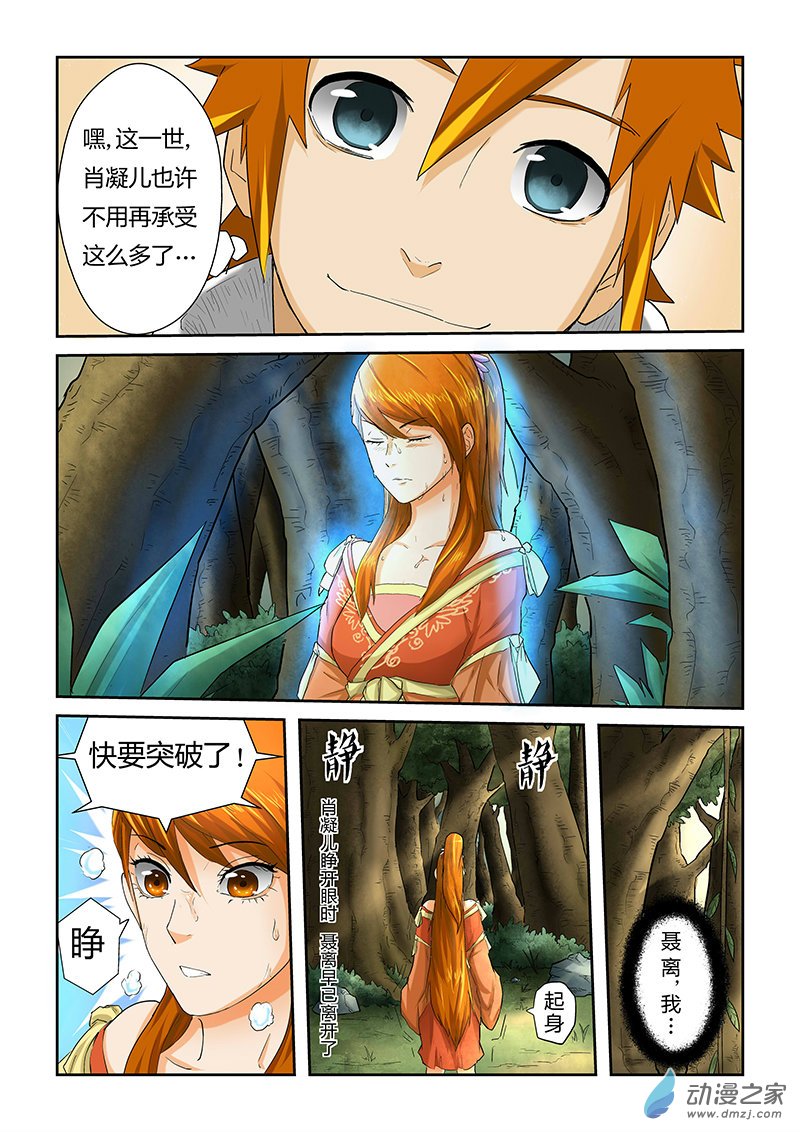 嘿,这一世,
肖凝儿也许
不用再承受
这么多了…
快要突破了!
睁
静
静
肖凝儿睁开眼时 聂离早已离开了
起身
聂离,我…
动漫之家
www.dmzj.com